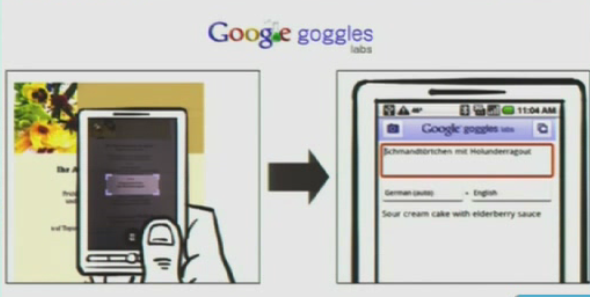 Google goggles
labs
11:04 AM
Google goggles labs
Schmandtörtchen mit Holunderragout
German (auto):
English
Sour cream cake with elderberry sauce